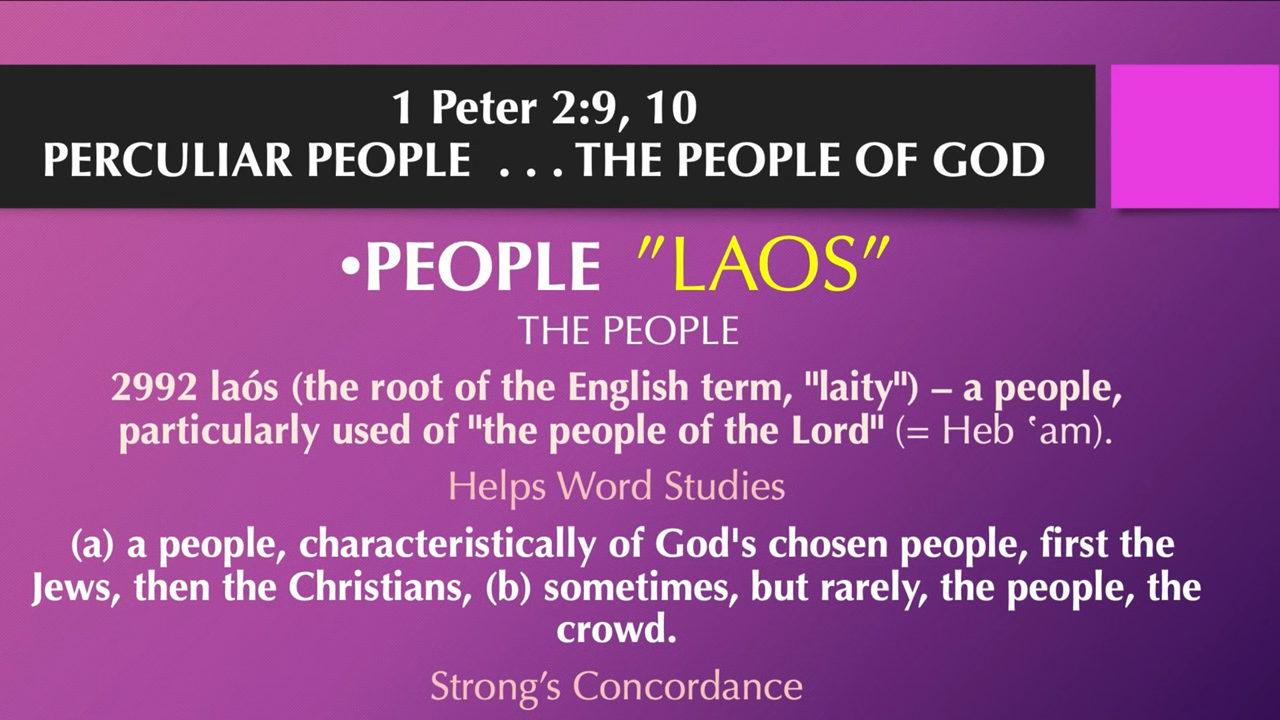 1 Peter 2:9, 10
PERCULIAR PEOPLE . . . THE PEOPLE OF GOD
•PEOPLE "LAOS"
THE PEOPLE
2992 laós (the root of the English term, "laity") – a people,
particularly used of "the people of the Lord" (= Heb ʽam).
Helps Word Studies
(a) a people, characteristically of God's chosen people, first the
Jews, then the Christians, (b) sometimes, but rarely, the people, the
crowd.
Strong’s Concordance